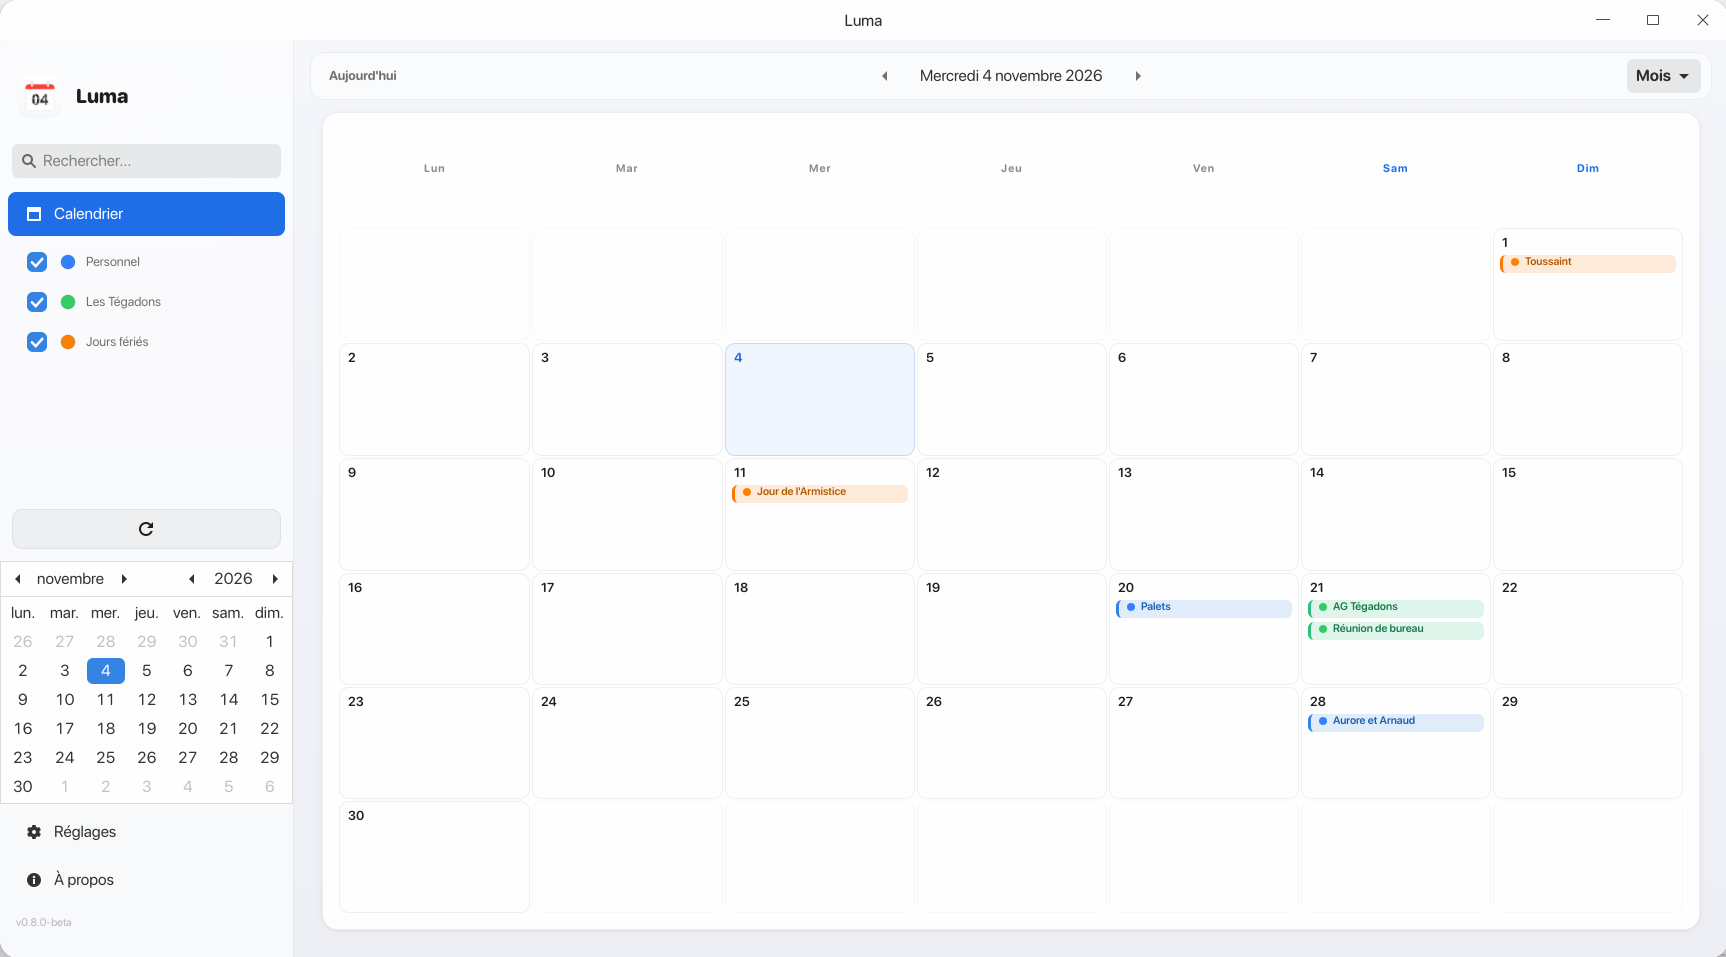 Luma
04
Luma
Rechercher...
Calendrier
Personnel
Les Tégadons
Jours fériés
novembre 2026
lun. mar. mer. jeu. ven. sam. dim.
26 27 28 29 30 31 1
2 3 4 5 6 7 8
9 10 11 12 13 14 15
16 17 18 19 20 21 22
23 24 25 26 27 28 29
30 1 2 3 4 5 6
Réglages
À propos
v0.8.0-beta
Aujourd'hui
Mercredi 4 novembre 2026
Mois
Lun Mar Mer Jeu Ven Sam Dim
1
Toussaint
2 3 4 5 6 7 8
9 10 11 12 13 14 15
Jour de l'Armistice
16 17 18 19 20 21 22
Palets AG Tégadons
Réunion de bureau
23 24 25 26 27 28 29
Aurore et Arnaud
30